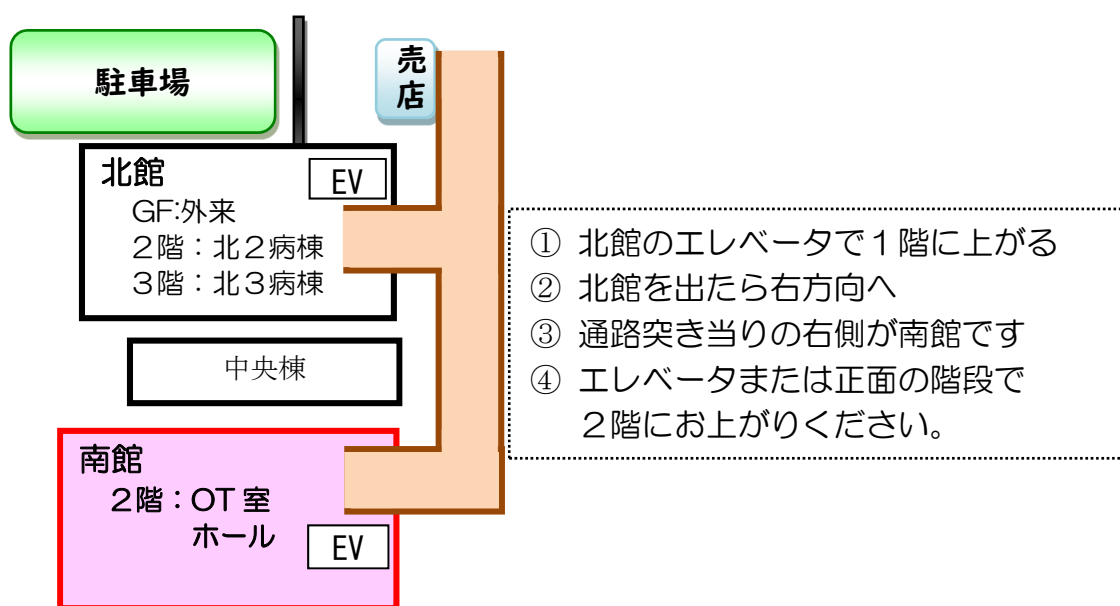 駐車場
売
店
北館
EV
GF:外来
２階：北２病棟
３階：北３病棟
中央棟
南館
２階：OT 室
ホール
EV
① 北館のエレベータで１階に上がる
② 北館を出たら右方向へ
③ 通路突き当りの右側が南館です
④ エレベータまたは正面の階段で
２階にお上がりください。